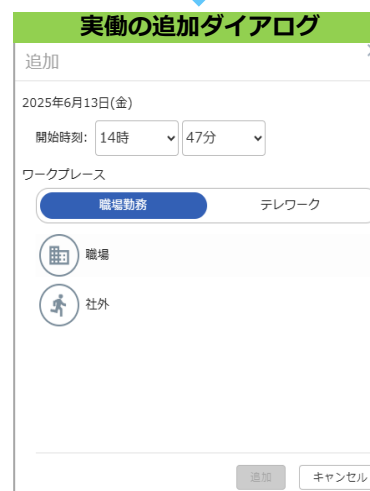 実働の追加ダイアログ
追加
2025年6月13日(金)
開始時刻: 14時 47分
ワークプレース
職場勤務 テレワーク
職場
社外
追加 キャンセル